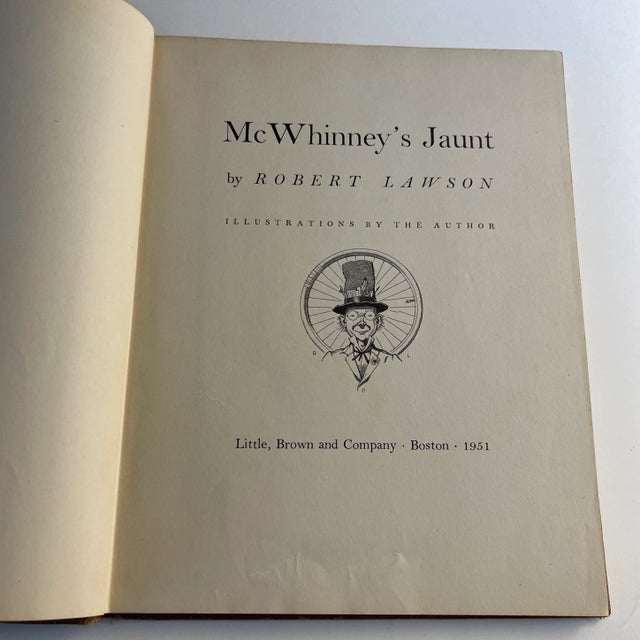 McWhinney's Jaunt
by ROBERT LAWSON
ILLUSTRATIONS BY THE AUTHOR
R L
Little, Brown and Company · Boston · 1951